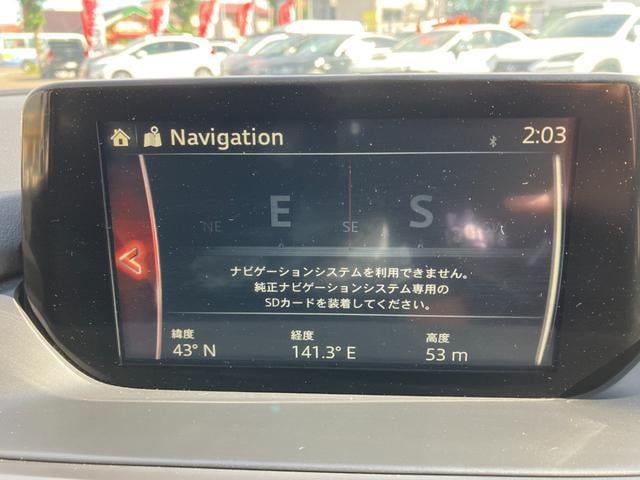 Navigation 2:03
NE E SE S
ナビゲーションシステムを利用できません。
純正ナビゲーションシステム専用の
SDカードを装着してください。
緯度 経度 高度
43° N 141.3° E 53 m